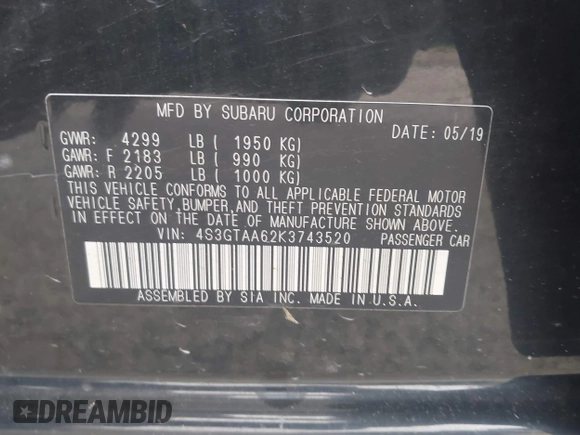 MFD BY SUBARU CORPORATION
GVWR: 4299 LB ( 1950 KG) DATE: 05/19
GAWR: F 2183 LB ( 990 KG)
GAWR: R 2205 LB ( 1000 KG)
THIS VEHICLE CONFORMS TO ALL APPLICABLE FEDERAL MOTOR
VEHICLE SAFETY,BUMPER,AND THEFT PREVENTION STANDARDS
IN EFFECT ON THE DATE OF MANUFACTURE SHOWN ABOVE.
VIN: 4S3GTAA62K3743520 PASSENGER CAR
ASSEMBLED BY SIA INC. MADE IN U.S.A.
DREAMBID